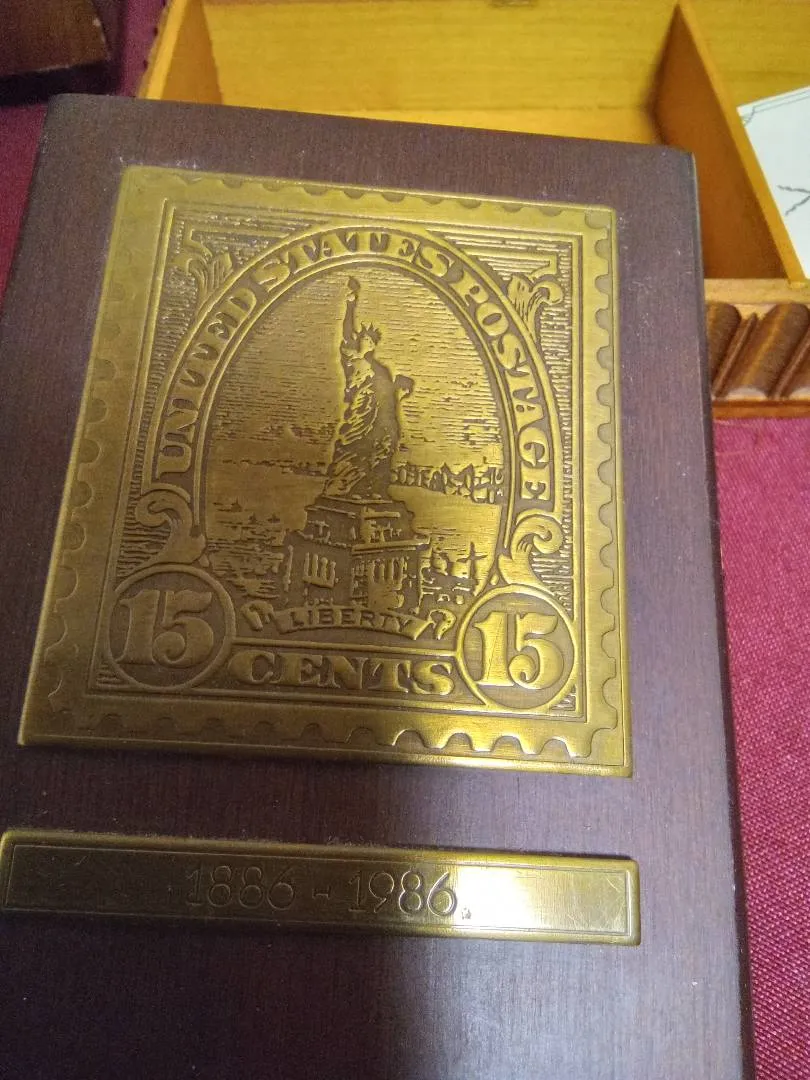 UNITED STATES POSTAGE
LIBERTY
15 CENTS 15
1886 - 1986